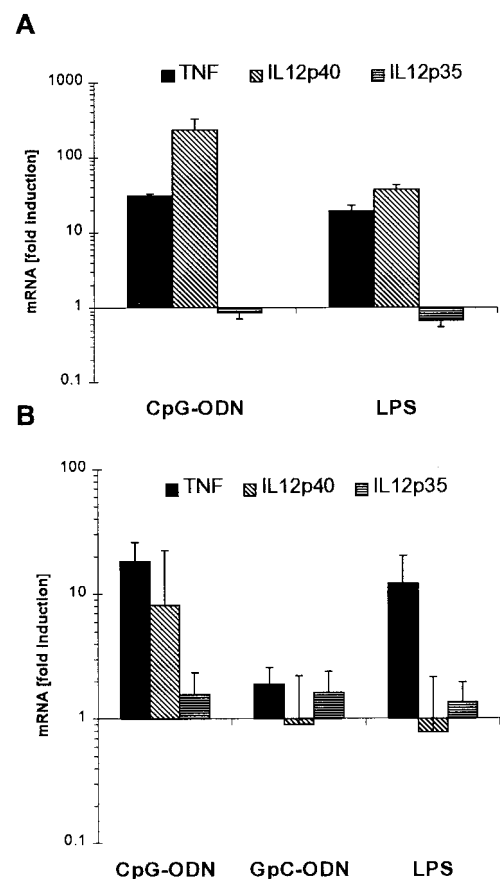 A
TNF IL12p40 IL12p35
1000
100
10
1
0.1
mRNA [fold induction]
CpG-ODN LPS
B
100
TNF IL12p40 IL12p35
10
1
0.1
mRNA [fold Induction]
CpG-ODN GpC-ODN LPS